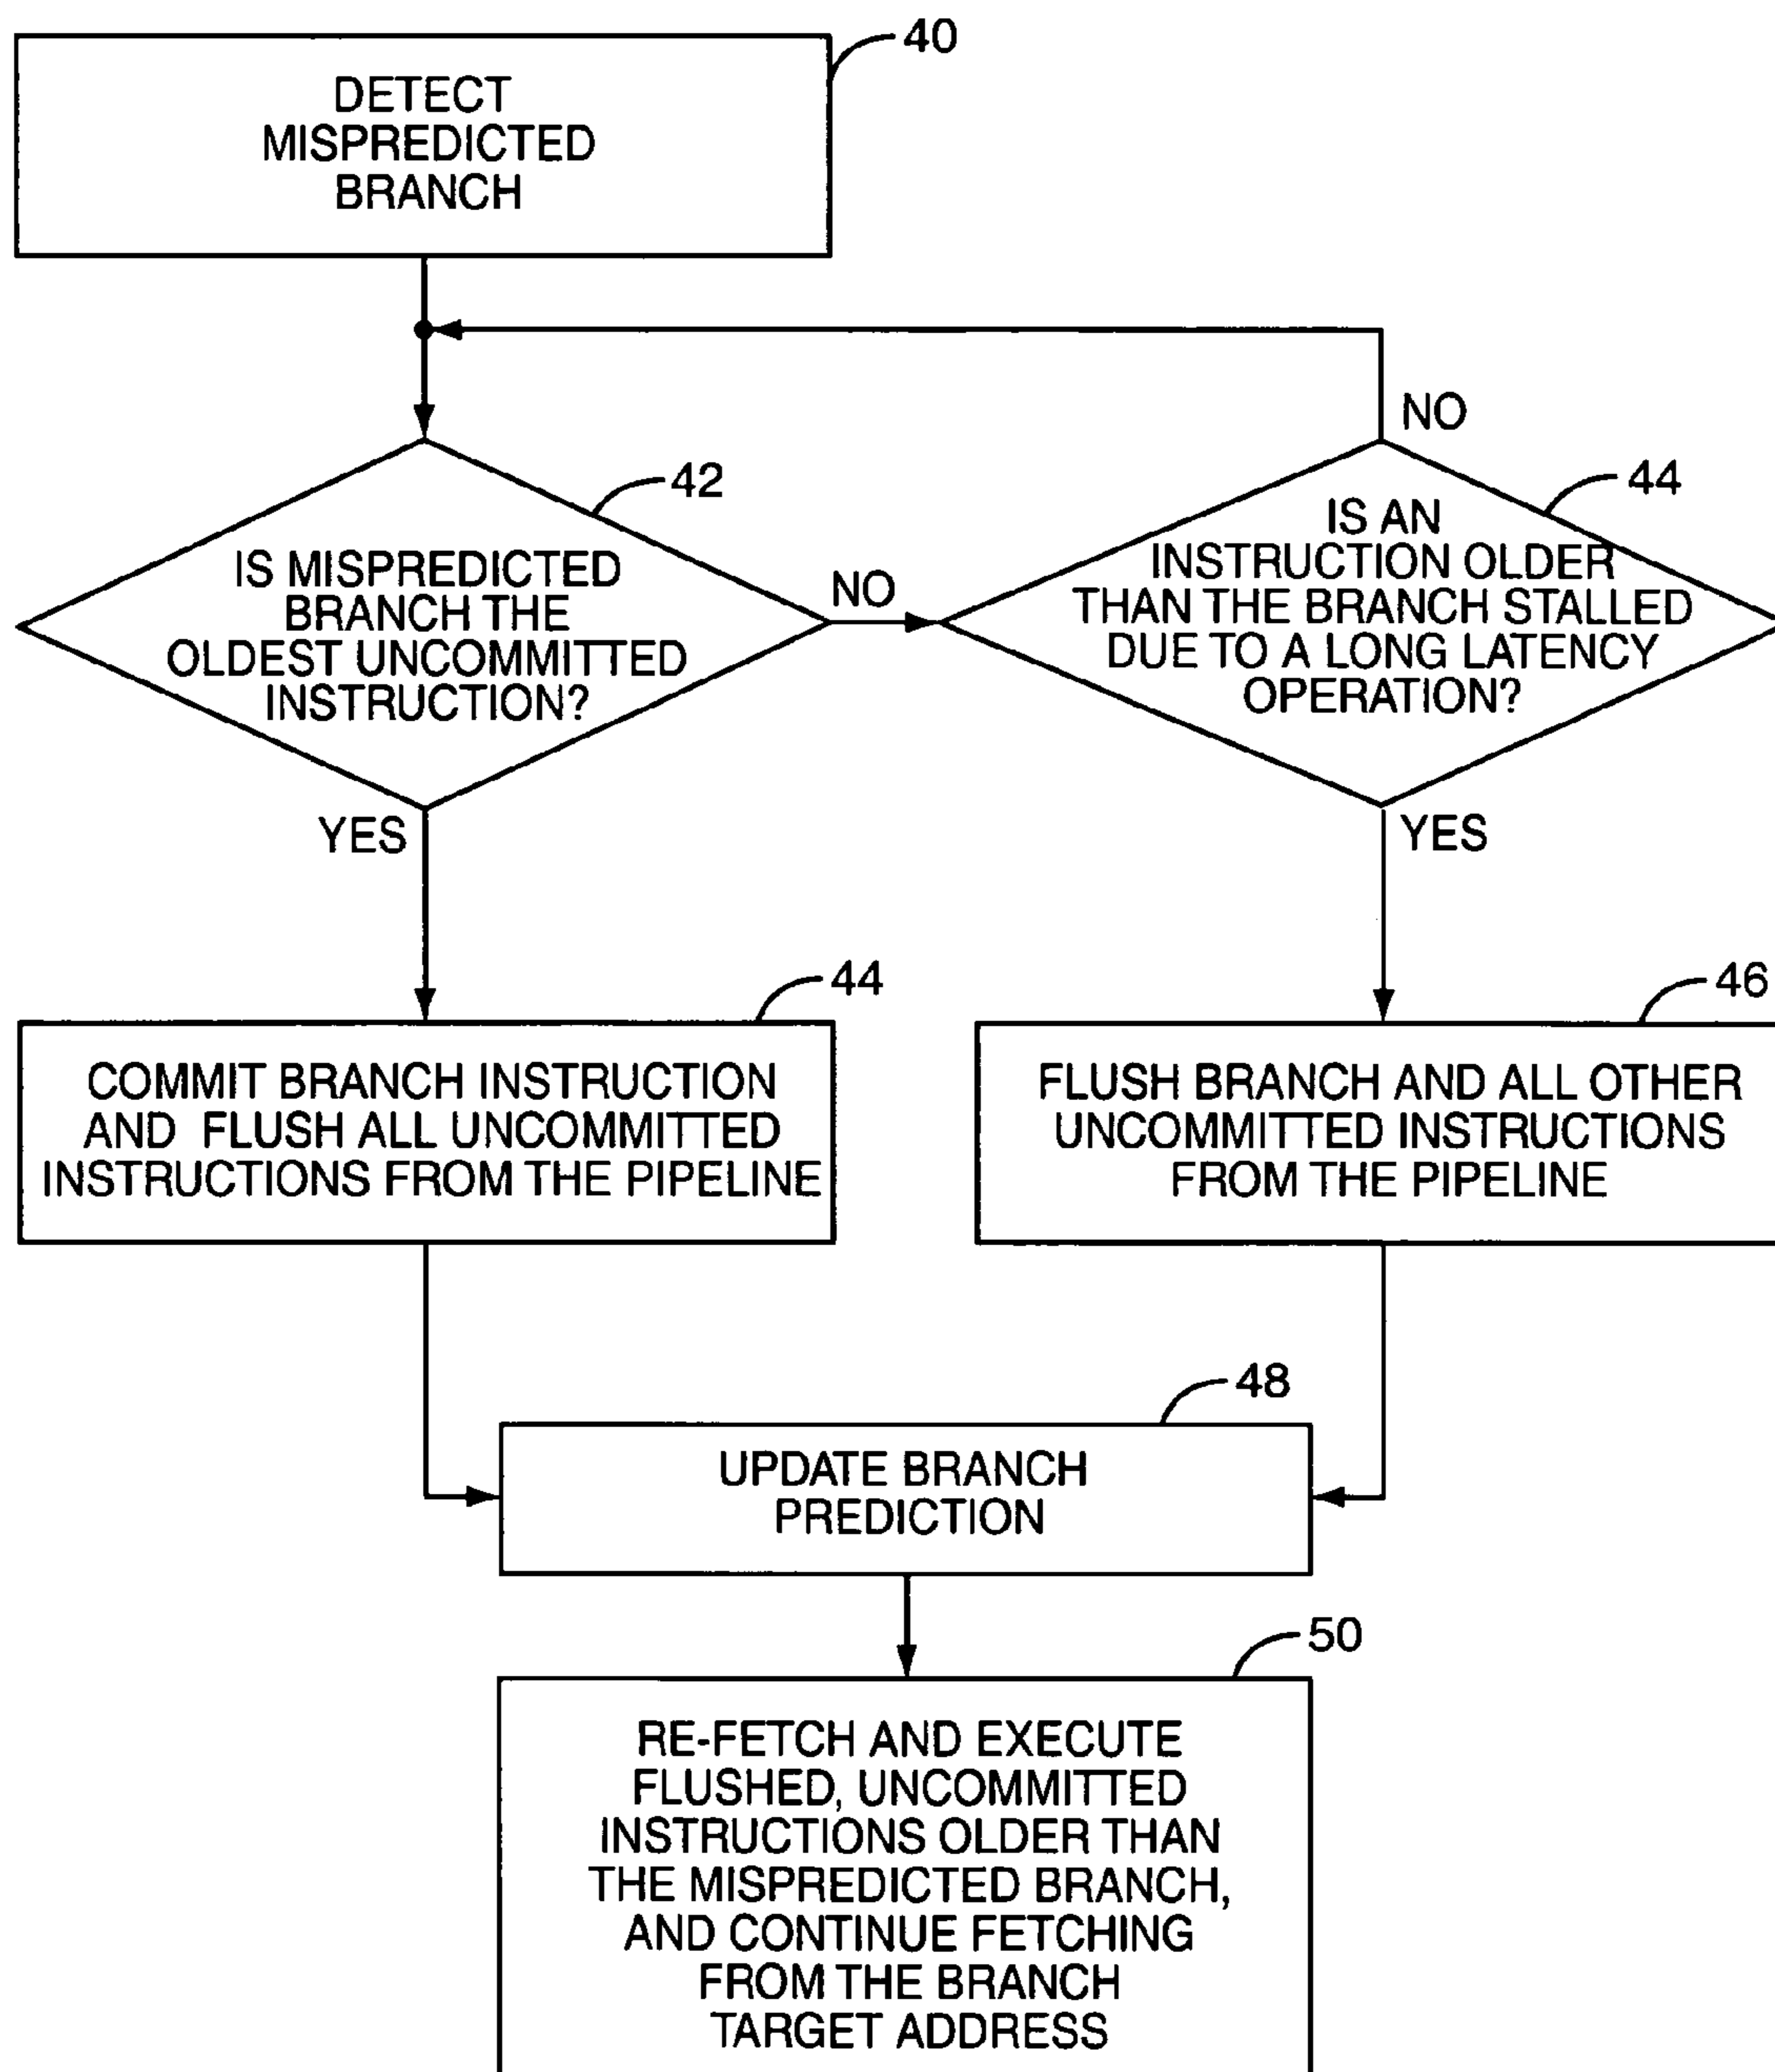 40
DETECT
MISPREDICTED
BRANCH
NO
42
IS MISPREDICTED
BRANCH THE
OLDEST UNCOMMITTED
INSTRUCTION?
NO
44
IS AN
INSTRUCTION OLDER
THAN THE BRANCH STALLED
DUE TO A LONG LATENCY
OPERATION?
YES
YES
44
COMMIT BRANCH INSTRUCTION
AND FLUSH ALL UNCOMMITTED
INSTRUCTIONS FROM THE PIPELINE
46
FLUSH BRANCH AND ALL OTHER
UNCOMMITTED INSTRUCTIONS
FROM THE PIPELINE
48
UPDATE BRANCH
PREDICTION
50
RE-FETCH AND EXECUTE
FLUSHED, UNCOMMITTED
INSTRUCTIONS OLDER THAN
THE MISPREDICTED BRANCH,
AND CONTINUE FETCHING
FROM THE BRANCH
TARGET ADDRESS